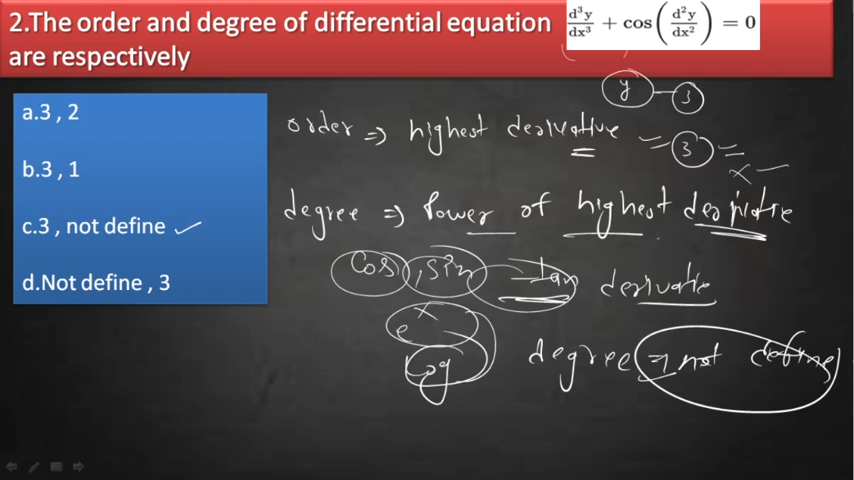 2.The order and degree of differential equation d³y/dx³ + cos(d²y/dx²) = 0
are respectively
a.3 , 2
b.3 , 1
c.3 , not define ✓
d.Not define , 3
y 3
order ⇒ highest derivative = 3 =
x
degree ⇒ Power of highest
cos , sin tan derivatie
e^x
log
degree ⇒ not define